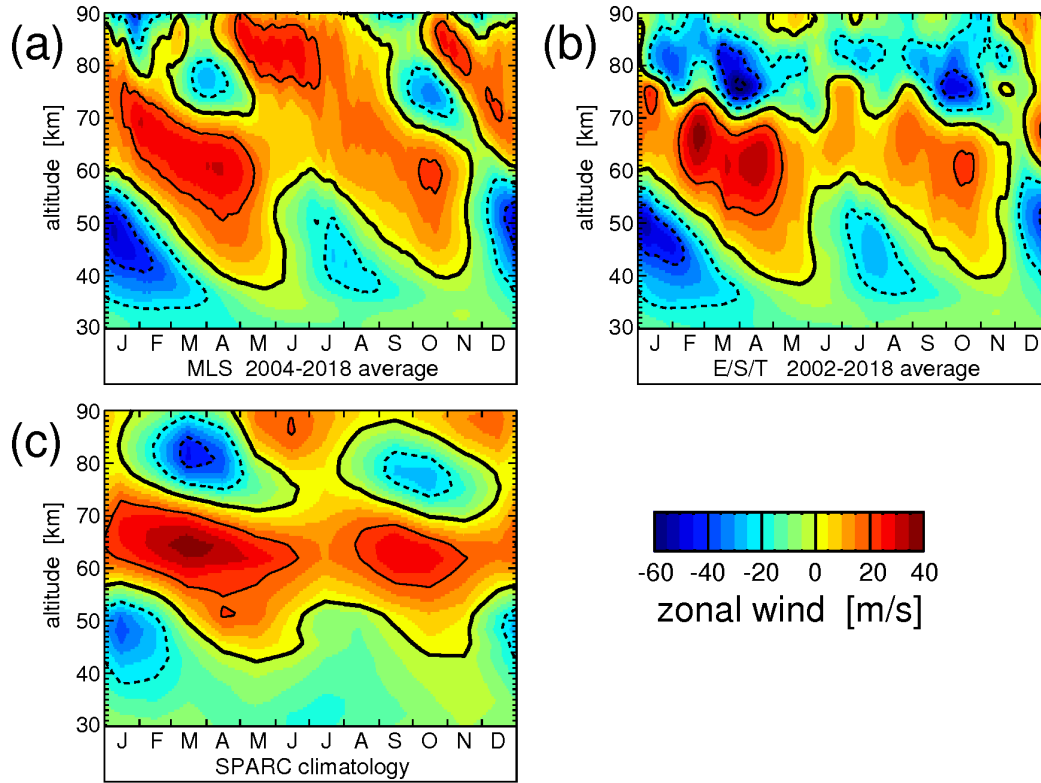 (a)
90
80
70
60
50
40
30
altitude [km]
J F M A M J J A S O N D
MLS 2004-2018 average
(b)
90
80
70
60
50
40
30
altitude [km]
J F M A M J J A S O N D
E/S/T 2002-2018 average
(c)
90
80
70
60
50
40
30
altitude [km]
J F M A M J J A S O N D
SPARC climatology
-60 -40 -20 0 20 40
zonal wind [m/s]